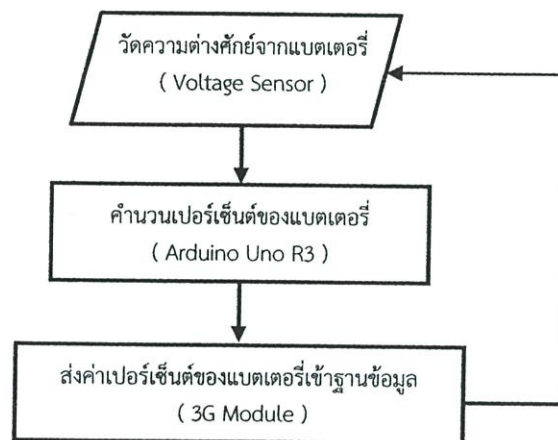 วัดความต่างศักย์จากแบตเตอรี่
( Voltage Sensor )
คำนวนเปอร์เซ็นต์ของแบตเตอรี่
( Arduino Uno R3 )
ส่งค่าเปอร์เซ็นต์ของแบตเตอรี่เข้าฐานข้อมูล
( 3G Module )